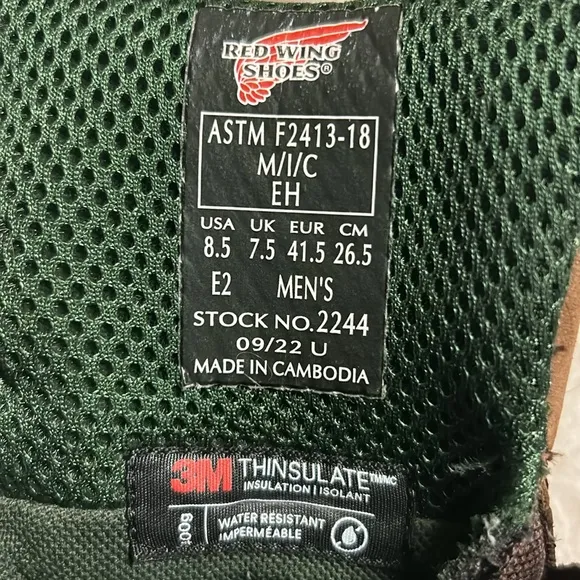 RED WING
SHOES®
ASTM F2413-18
M/I/C
EH
USA UK EUR CM
8.5 7.5 41.5 26.5
E2 MEN'S
STOCK NO.2244
09/22 U
MADE IN CAMBODIA
3M THINSULATE
INSULATION | ISOLANT
WATER RESISTANT
IMPERMÉABLE